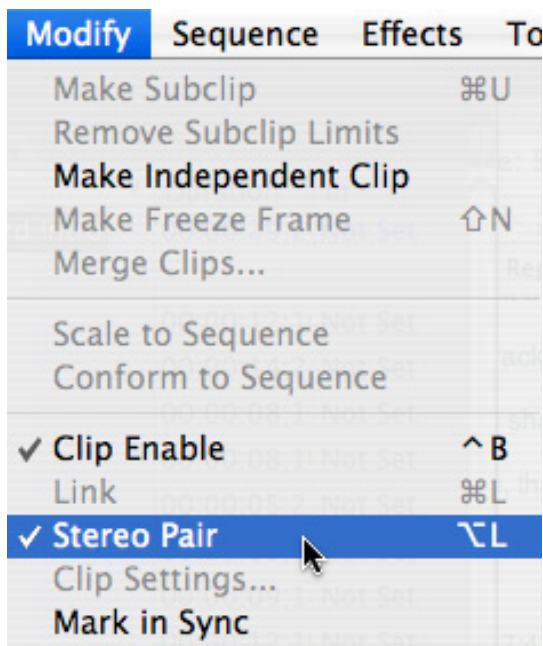 Modify Sequence Effects To
Make Subclip ⌘U
Remove Subclip Limits
Make Independent Clip
Make Freeze Frame ⇧N
Merge Clips...
Scale to Sequence
Conform to Sequence
✓ Clip Enable ^B
Link ⌘L
✓ Stereo Pair ⌥L
Clip Settings...
Mark in Sync